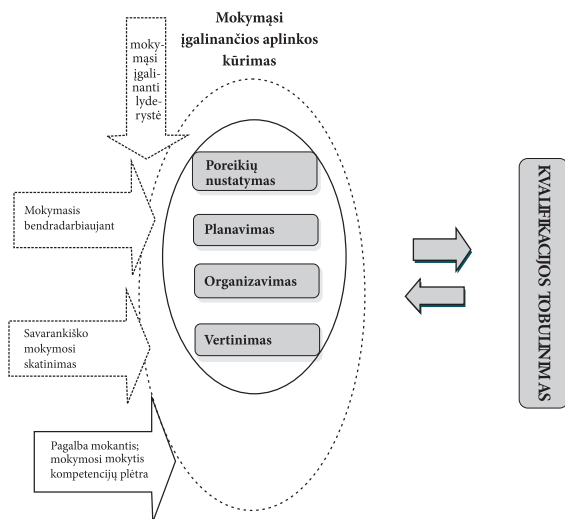 Mokymąsi
įgalinančios aplinkos
kūrimas
moky-
mąsi
įgali-
nanti
lyde-
rystė
Poreikių
nustatymas
Mokymasis
bendradarbiaujant
Planavimas
Organizavimas
Savarankiško
mokymosi
skatinimas
Vertinimas
Pagalba mokantis;
mokymosi mokytis
kompetencijų plėtra
KVALIFIKACIJOS TOBULINIMAS